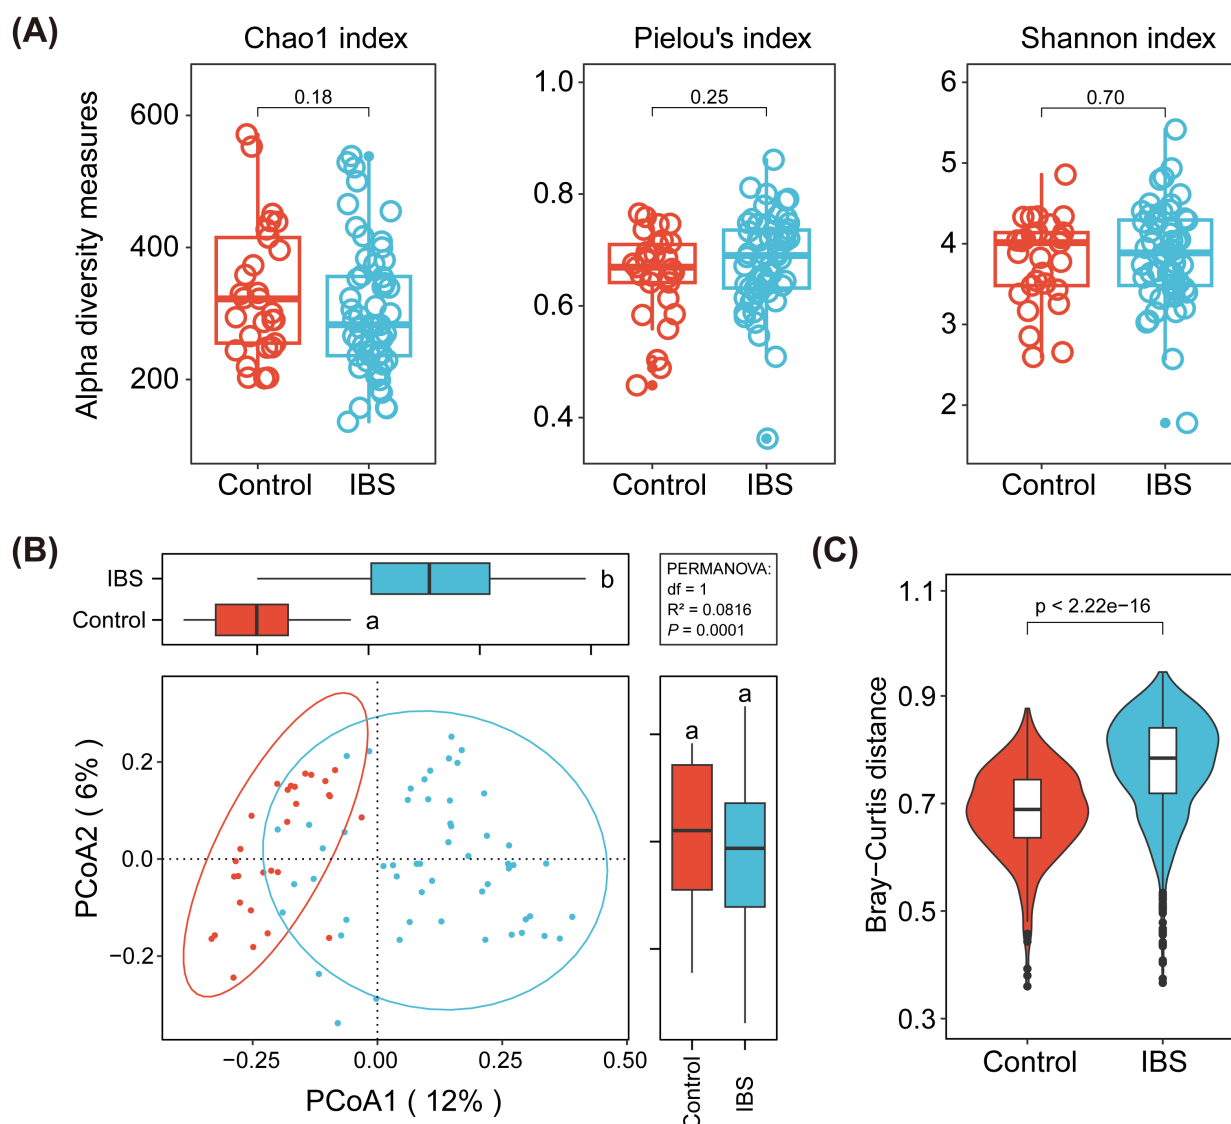 (A)
Chao1 index
Pielou's index
Shannon index
Alpha diversity measures
600
400
200
0.18
Control
IBS
1.0
0.8
0.6
0.4
0.25
Control
IBS
6
5
4
3
2
0.70
Control
IBS
(B)
IBS
Control
b
a
PERMANOVA:
df = 1
R² = 0.0816
P = 0.0001
PCoA2 ( 6% )
0.2
0.0
−0.2
−0.25
0.00
0.25
0.50
PCoA1 ( 12% )
a
a
Control
IBS
(C)
Bray−Curtis distance
1.1
0.9
0.7
0.5
0.3
p < 2.22e−16
Control
IBS